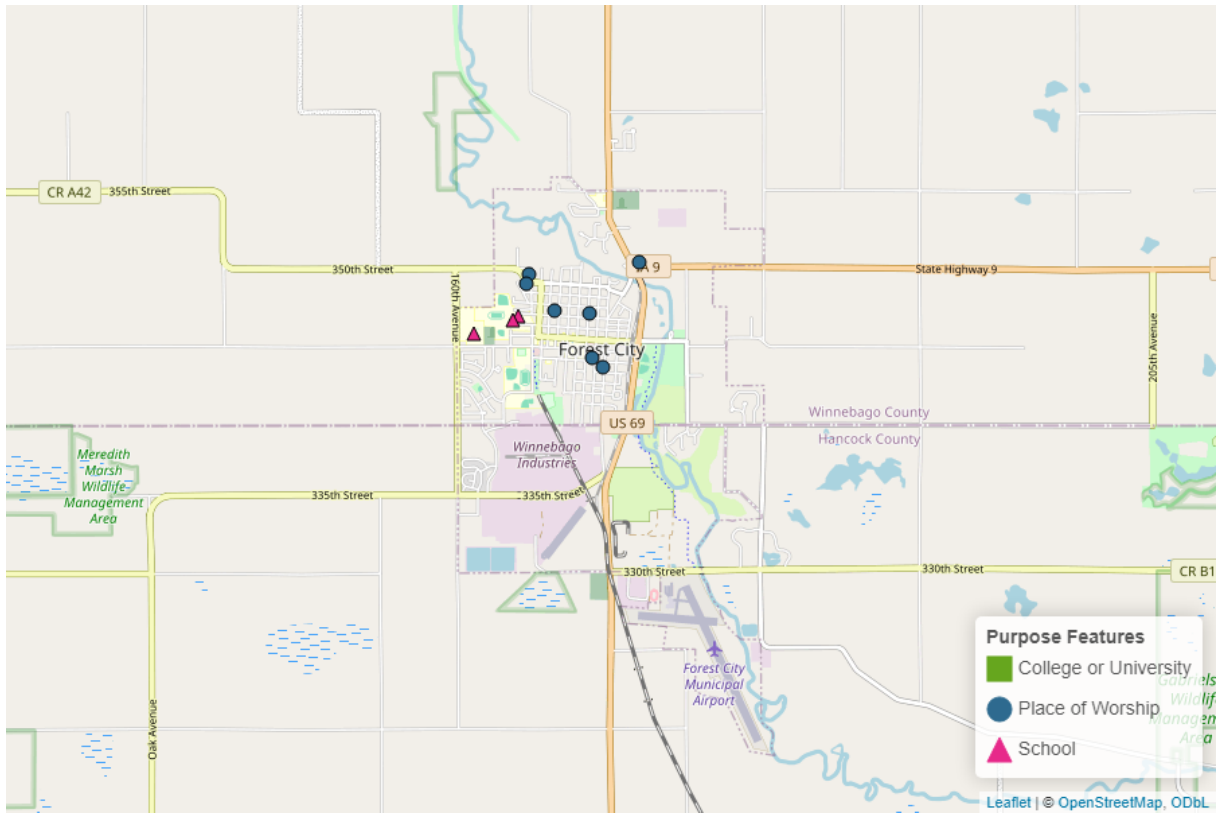 CR A42
355th Street
350th Street
IA 9
State Highway 9
160th Avenue
205th Avenue
Forest City
Winnebago County
Hancock County
US 69
Winnebago
Industries
Meredith
Marsh
Wildlife
Management
Area
335th Street
335th Street
330th Street
330th Street
CR B1
Forest City
Municipal
Airport
Oak Avenue
Purpose Features
College or University
Place of Worship
School
Leaflet | © OpenStreetMap, ODbL